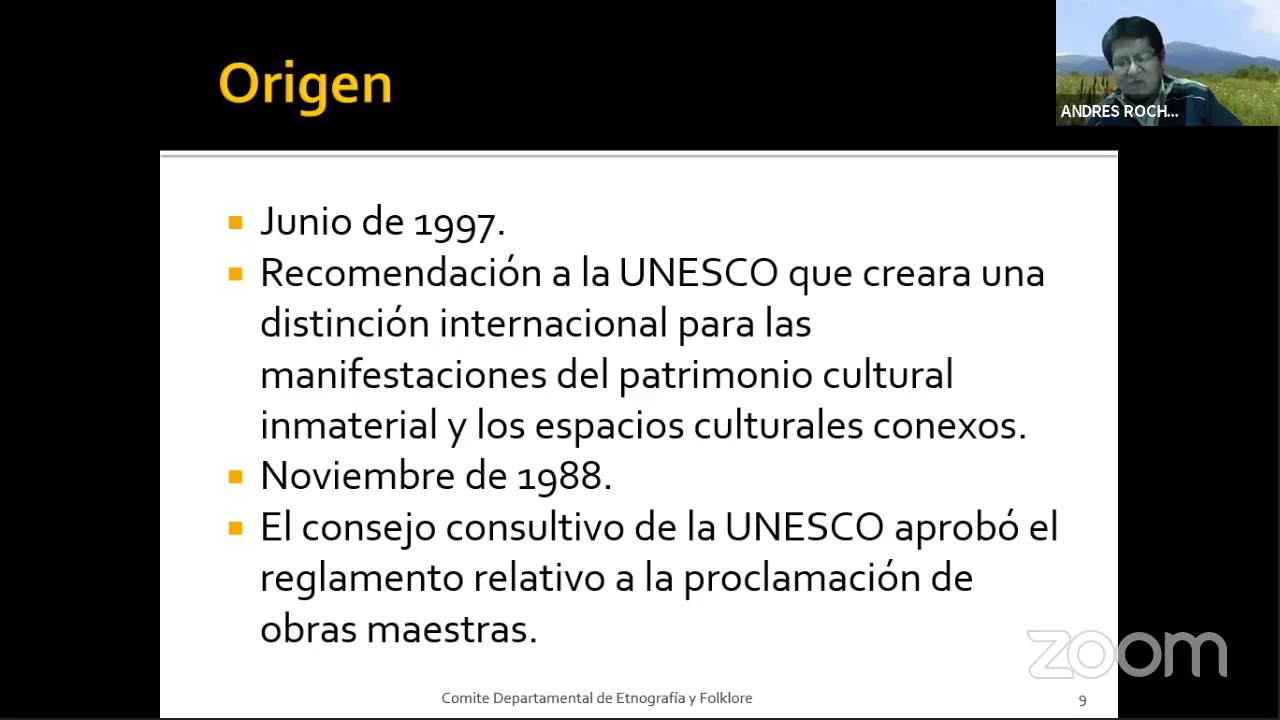 Origen
ANDRES ROCH...
Junio de 1997.
Recomendación a la UNESCO que creara una
distinción internacional para las
manifestaciones del patrimonio cultural
inmaterial y los espacios culturales conexos.
Noviembre de 1988.
El consejo consultivo de la UNESCO aprobó el
reglamento relativo a la proclamación de
obras maestras.
zoom
Comite Departamental de Etnografía y Folklore
9